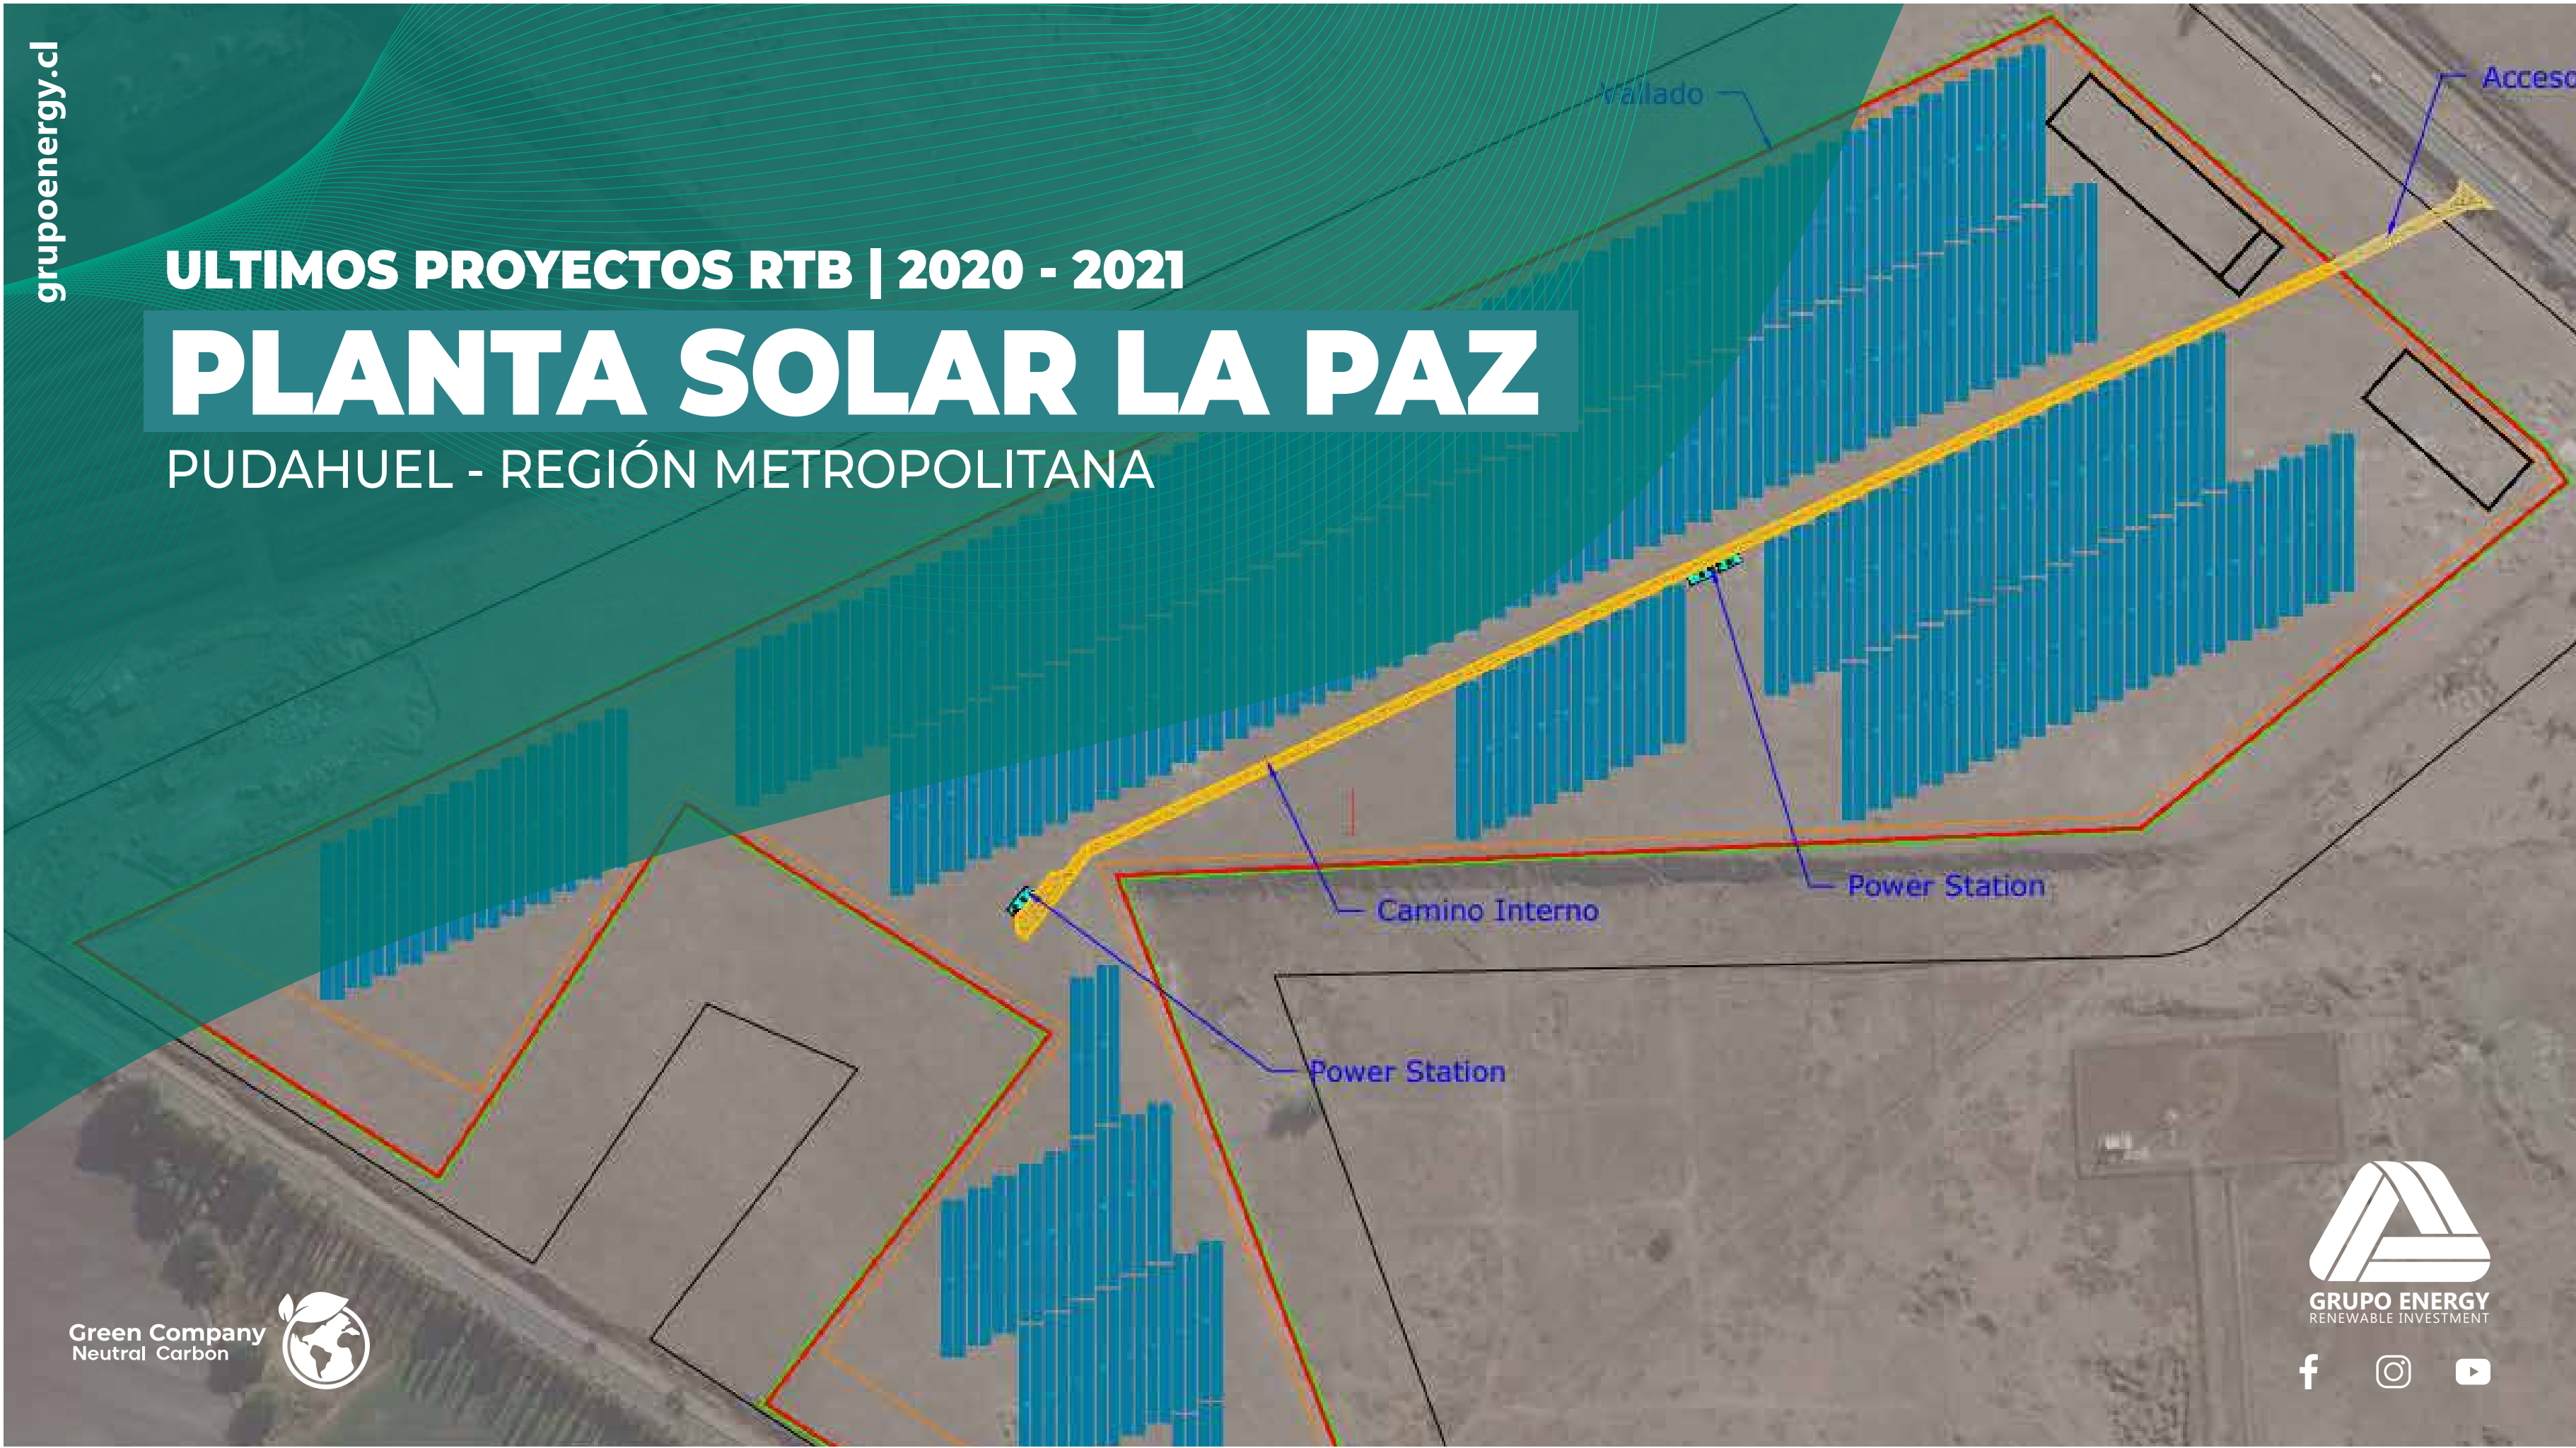 grupoenergy.cl
ULTIMOS PROYECTOS RTB | 2020 - 2021
PLANTA SOLAR LA PAZ
PUDAHUEL - REGIÓN METROPOLITANA
Vallado
Acceso
Power Station
Camino Interno
Power Station
Green Company
Neutral Carbon
GRUPO ENERGY
RENEWABLE INVESTMENT